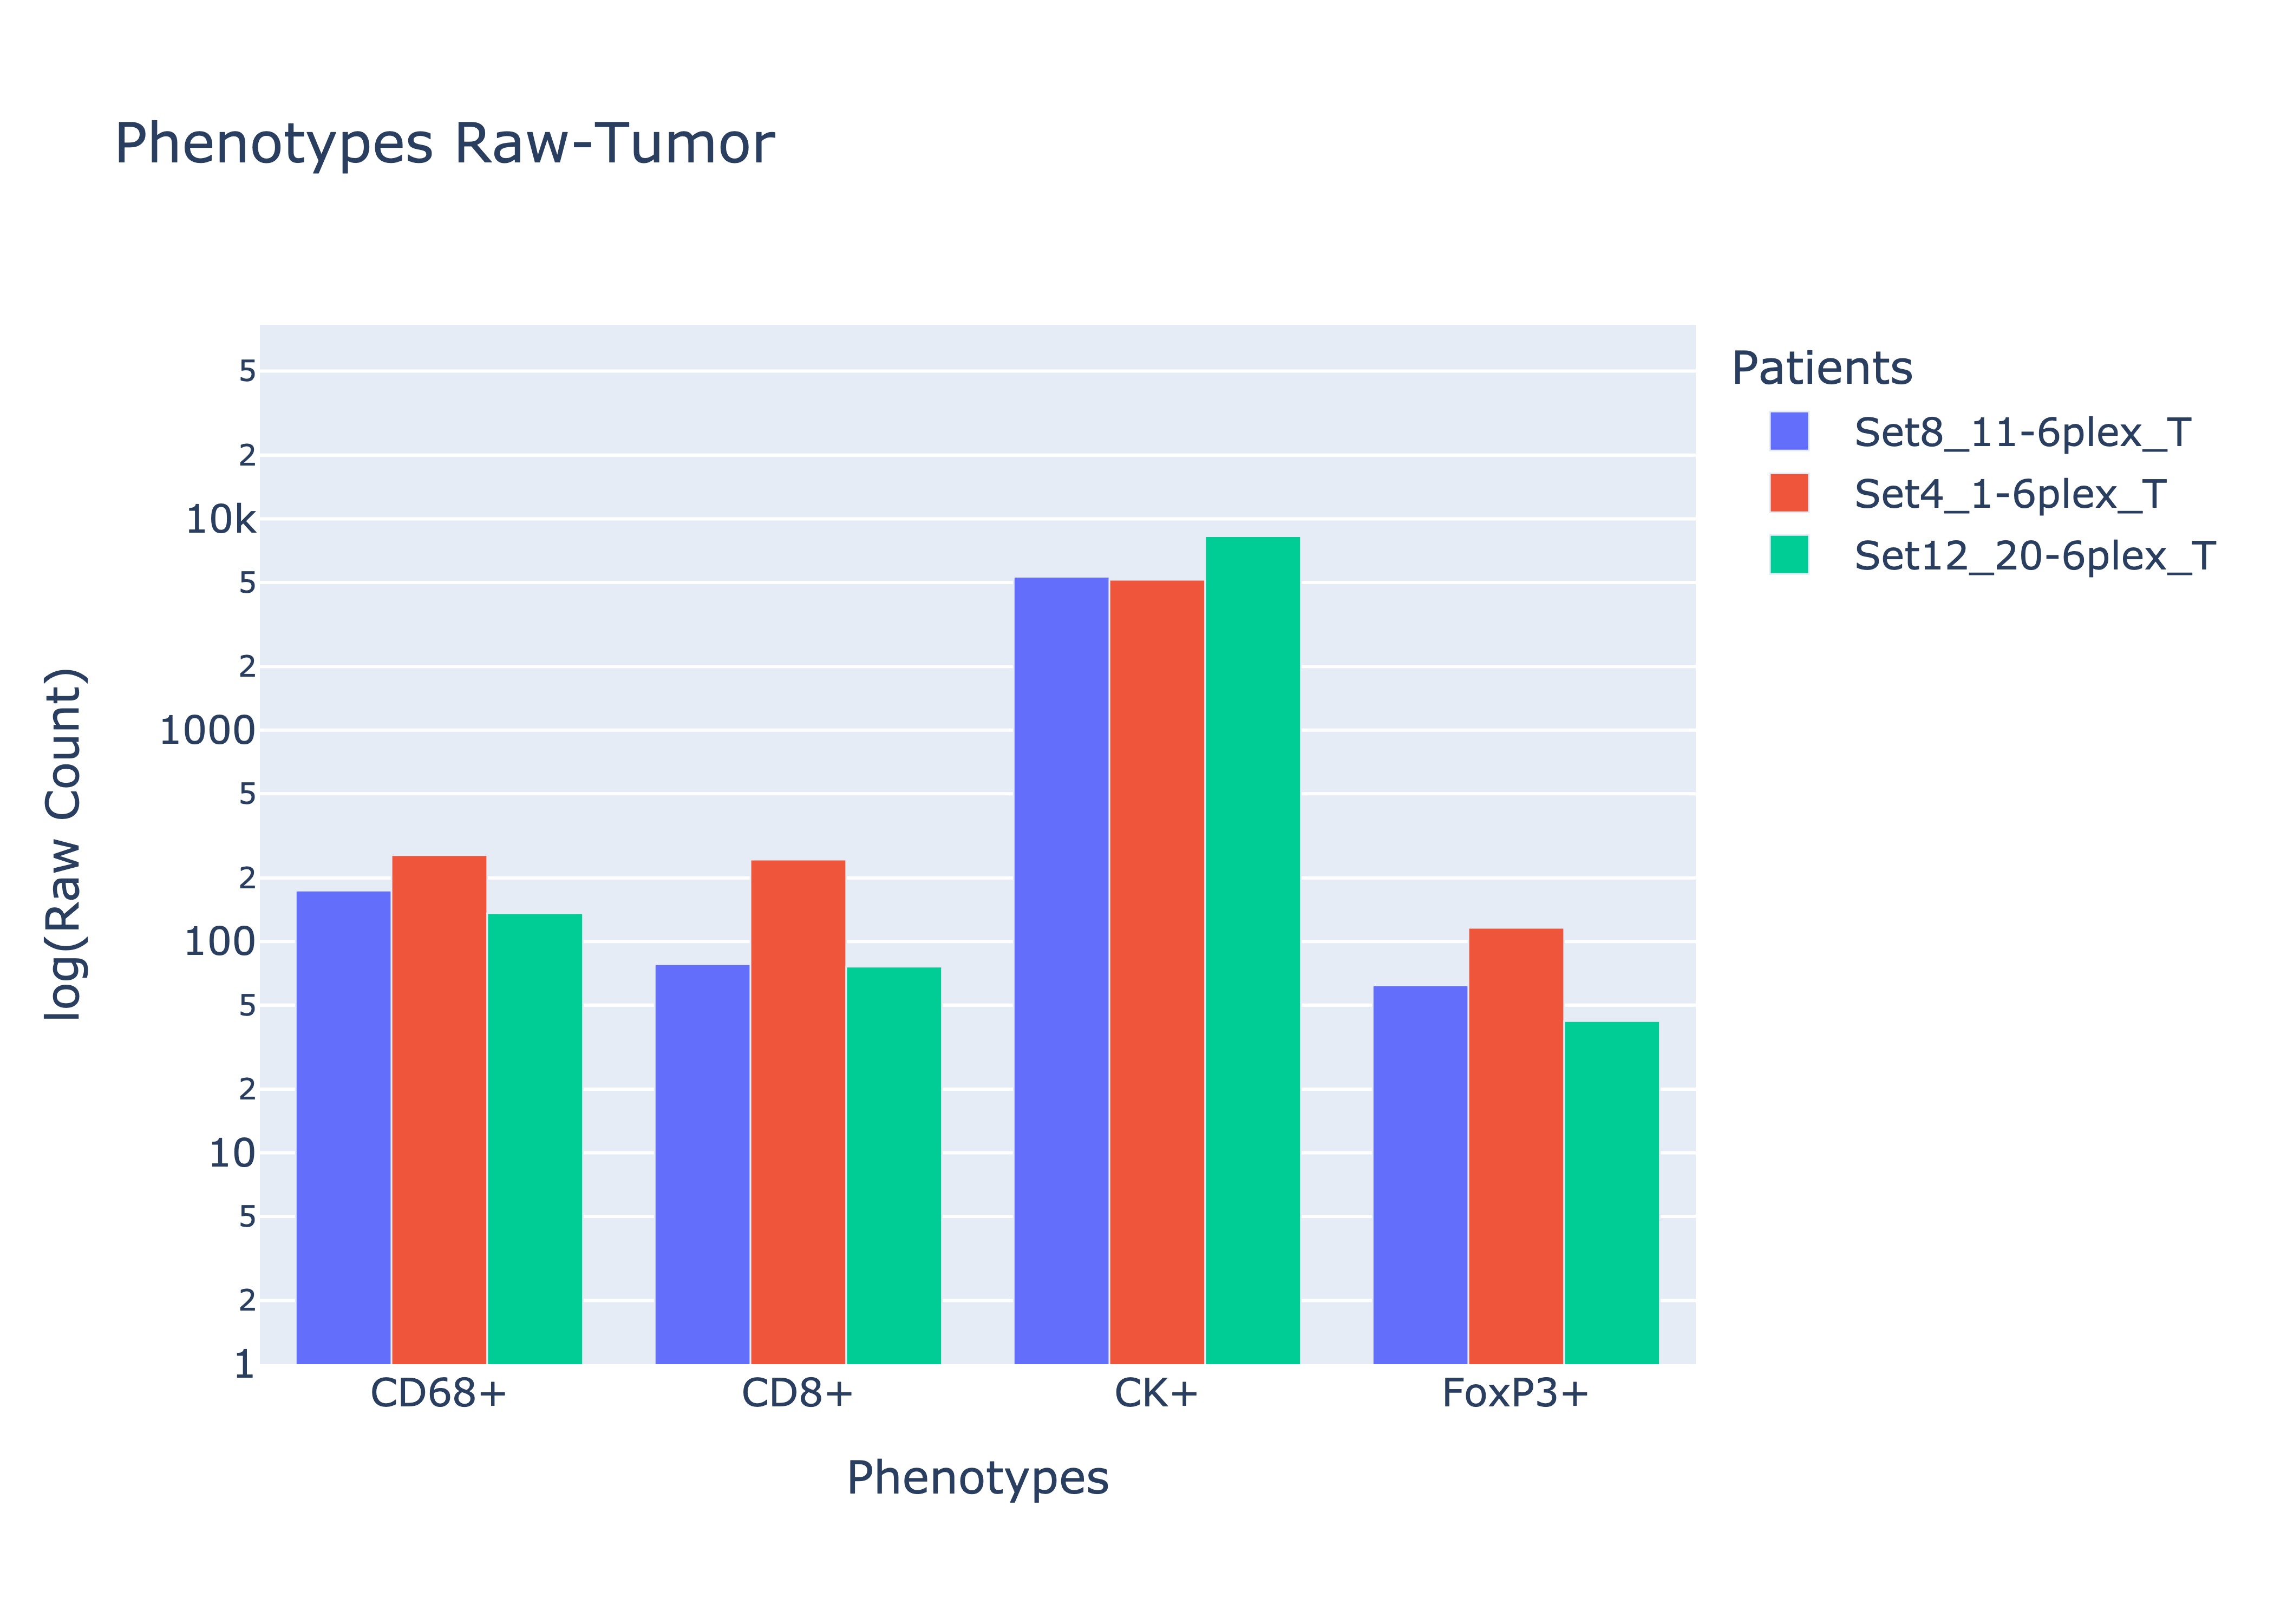 Phenotypes Raw-Tumor
5
2
10k
5
2
1000
5
2
100
5
2
10
5
2
1
log(Raw Count)
CD68+ CD8+ CK+ FoxP3+
Phenotypes
Patients
Set8_11-6plex_T
Set4_1-6plex_T
Set12_20-6plex_T